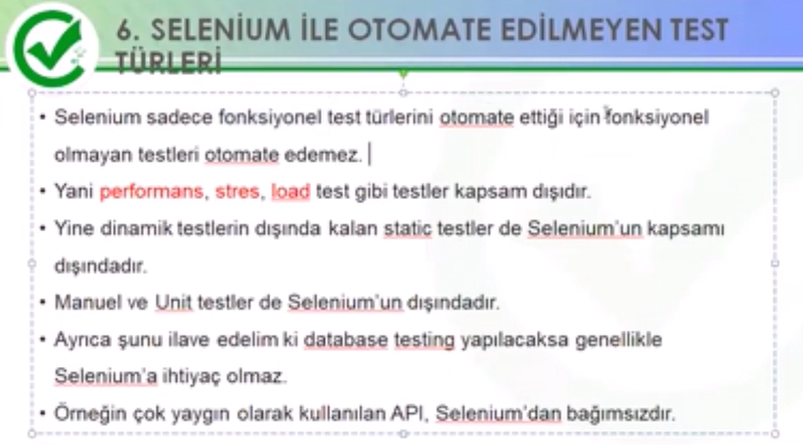 6. SELENİUM İLE OTOMATE EDİLMEYEN TEST
TÜRLERİ
• Selenium sadece fonksiyonel test türlerini otomate ettiği için fonksiyonel
olmayan testleri otomate edemez.
• Yani performans, stres, load test gibi testler kapsam dışıdır.
• Yine dinamik testlerin dışında kalan static testler de Selenium'un kapsamı
dışındadır.
• Manuel ve Unit testler de Selenium'un dışındadır.
• Ayrıca şunu ilave edelim ki database testing yapılacaksa genellikle
Selenium'a ihtiyaç olmaz.
• Örneğin çok yaygın olarak kullanılan API, Selenium'dan bağımsızdır.